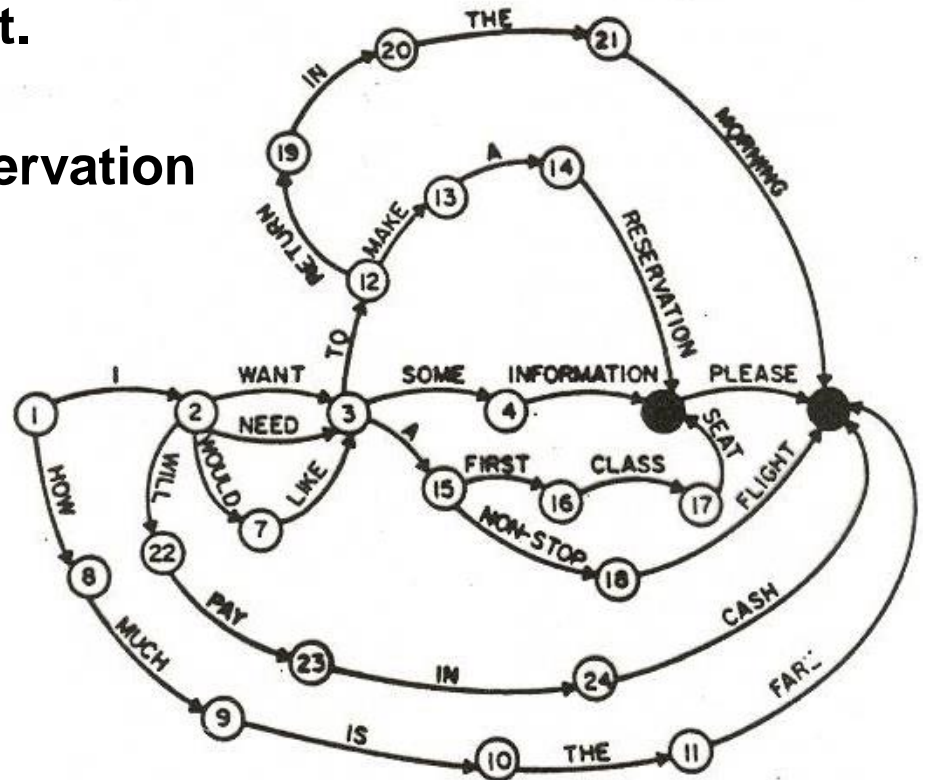 t.
ervation
THE
20
21
IN
MORNING
19
A
14
13
RETURN
MAKE
RESERVATION
12
TO
I
WANT
SOME
INFORMATION
PLEASE
1
2
3
4
NEED
SEAT
A
HOW
WILL
WOULD
LIKE
FIRST
CLASS
FLIGHT
15
16
17
7
NON-STOP
22
8
18
PAY
CASH
MUCH
23
IN
24
9
IS
THE
10
11